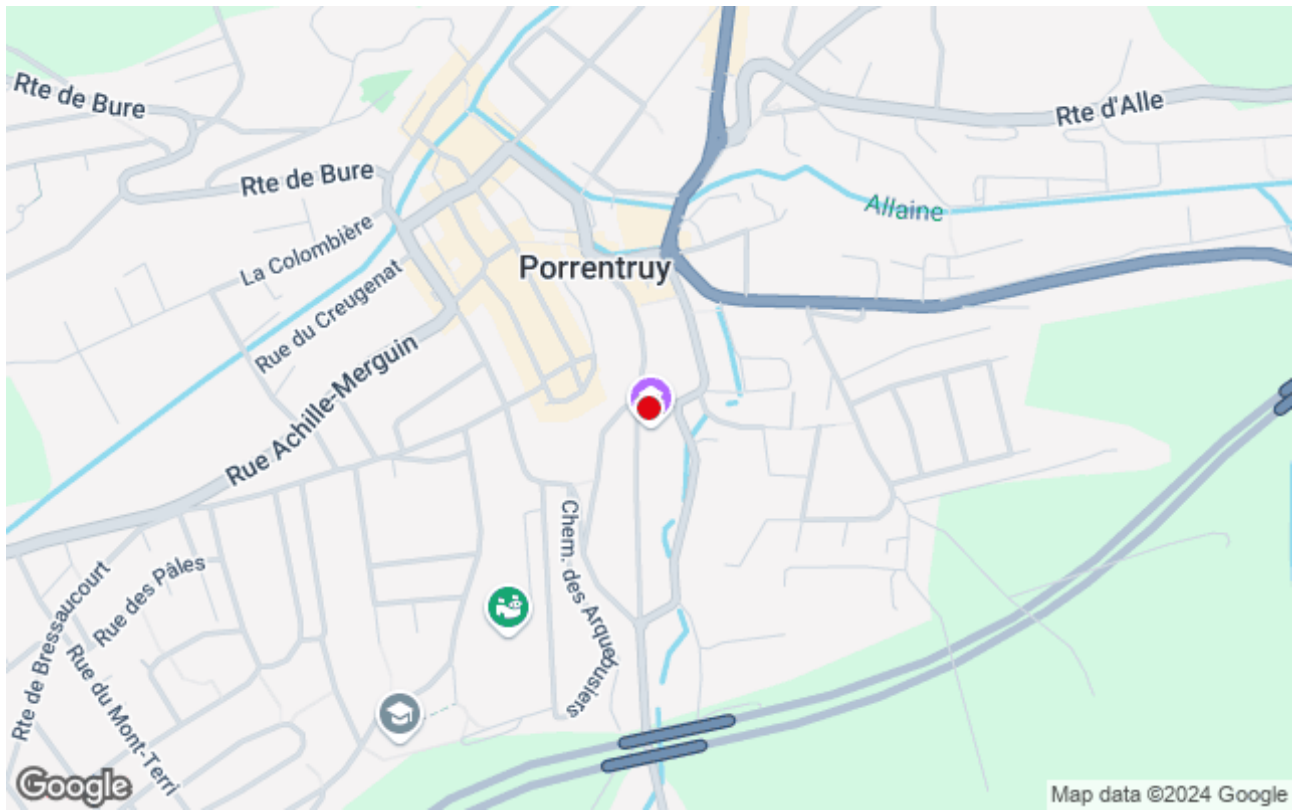 Rte de Bure
Rte d'Alle
Rte de Bure
Allaine
La Colombière
Porrentruy
Rue du Creugenat
Rue Achille-Merguin
Chem. des Arquebusiers
Rue des Pâles
Rte de Bressaucourt
Rue du Mont-Terri
Google
Map data ©2024 Google